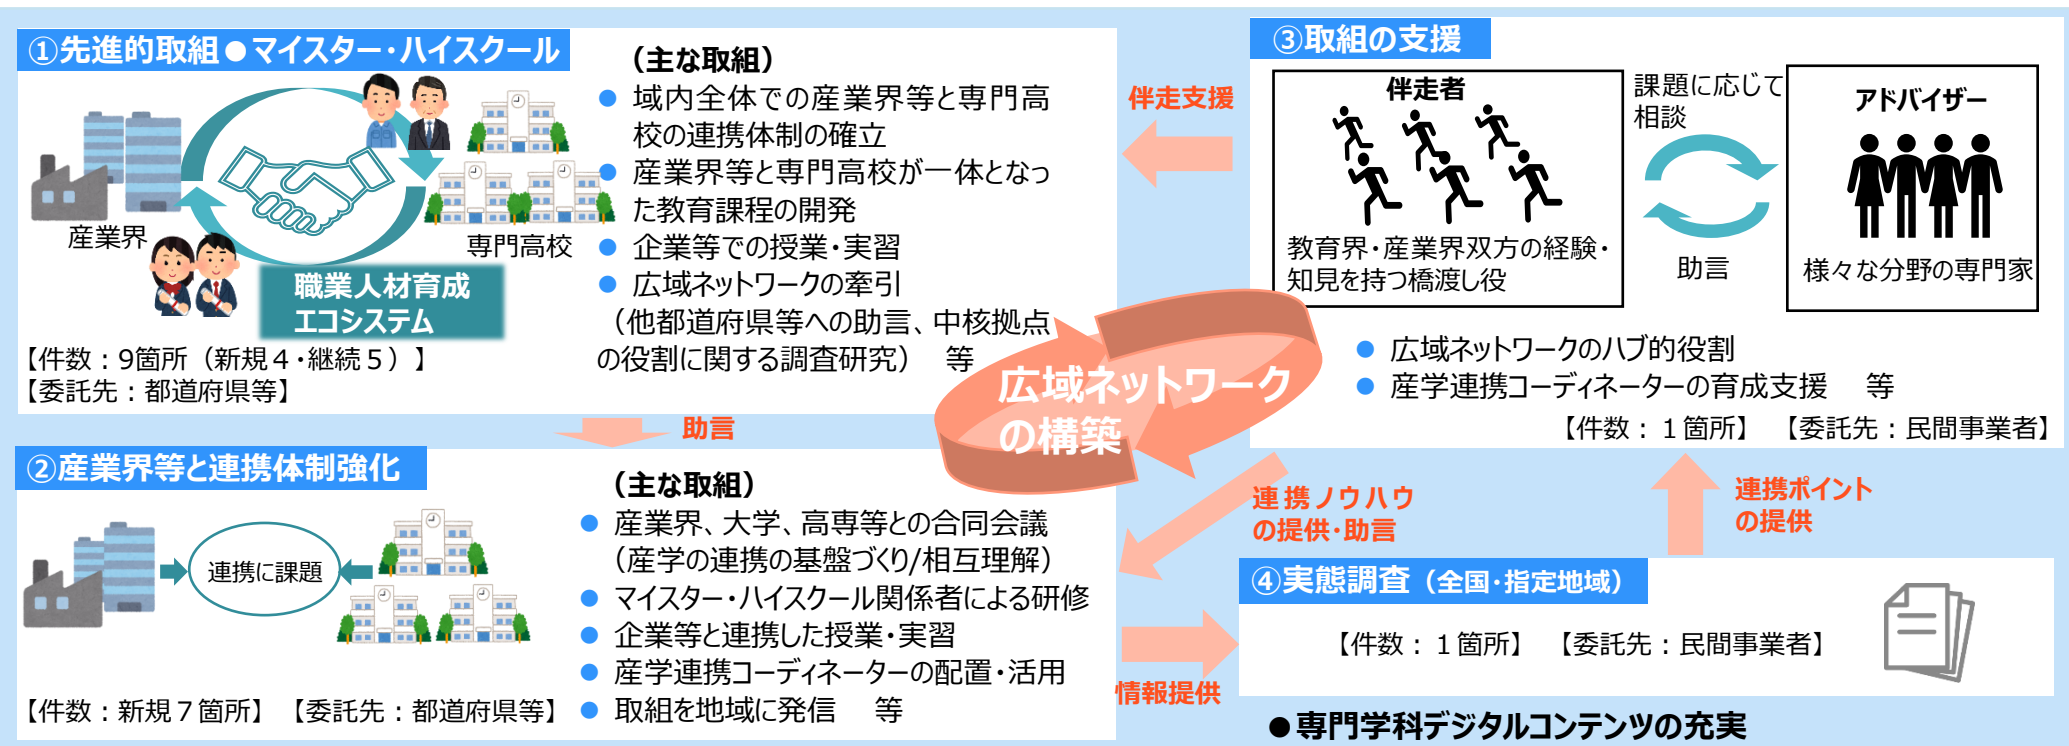 ①先進的取組●マイスター・ハイスクール
産業界
専門高校
職業人材育成
エコシステム
【件数：9箇所（新規４・継続５）】
【委託先：都道府県等】
（主な取組）
● 域内全体での産業界等と専門高
校の連携体制の確立
● 産業界等と専門高校が一体となっ
た教育課程の開発
● 企業等での授業・実習
● 広域ネットワークの牽引
（他都道府県等への助言、中核拠点
の役割に関する調査研究）　等
助言
②産業界等と連携体制強化
連携に課題
【件数：新規７箇所】【委託先：都道府県等】
（主な取組）
● 産業界、大学、高専等との合同会議
（産学の連携の基盤づくり/相互理解）
● マイスター・ハイスクール関係者による研修
● 企業等と連携した授業・実習
● 産学連携コーディネーターの配置・活用
● 取組を地域に発信　等
伴走支援
広域ネットワーク
の構築
③取組の支援
伴走者
教育界・産業界双方の経験・
知見を持つ橋渡し役
課題に応じて
相談
助言
アドバイザー
様々な分野の専門家
● 広域ネットワークのハブ的役割
● 産学連携コーディネーターの育成支援　等
【件数：１箇所】【委託先：民間事業者】
連携ノウハウ
の提供・助言
連携ポイント
の提供
情報提供
④実態調査（全国・指定地域）
【件数：１箇所】【委託先：民間事業者】
●専門学科デジタルコンテンツの充実